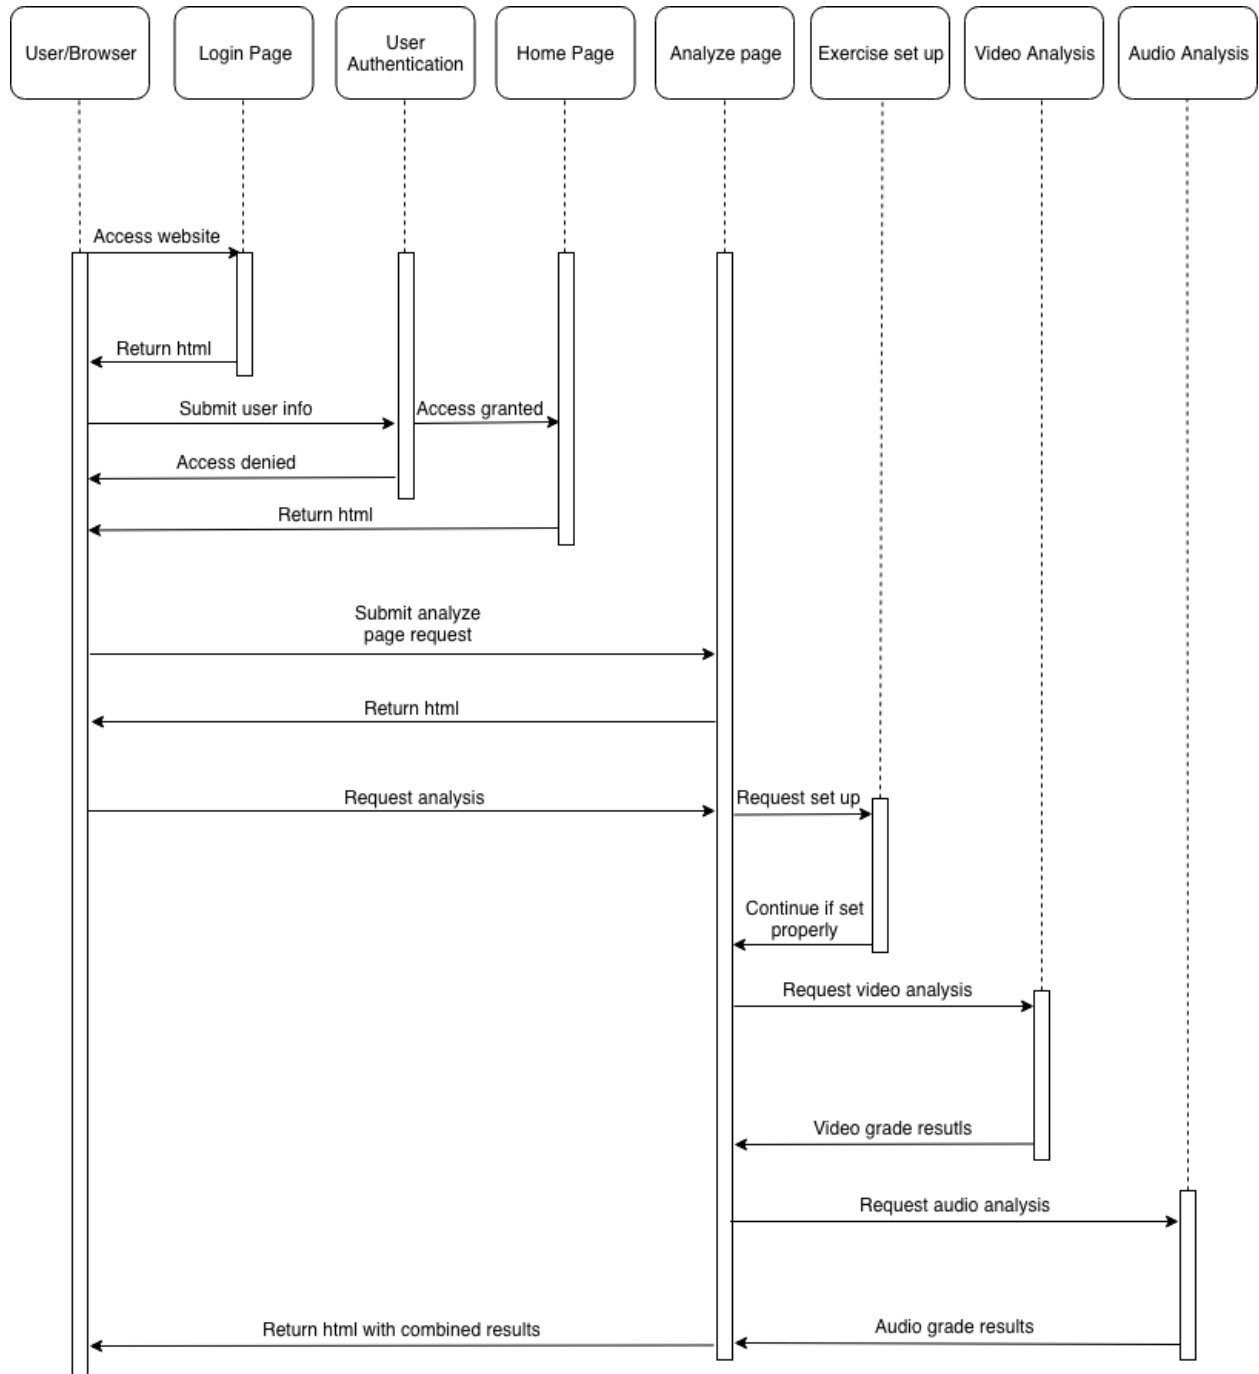 User/Browser
Login Page
User
Authentication
Home Page
Analyze page
Exercise set up
Video Analysis
Audio Analysis
Access website
Return html
Submit user info
Access granted
Access denied
Return html
Submit analyze
page request
Return html
Request analysis
Request set up
Continue if set
properly
Request video analysis
Video grade resutls
Request audio analysis
Audio grade results
Return html with combined results